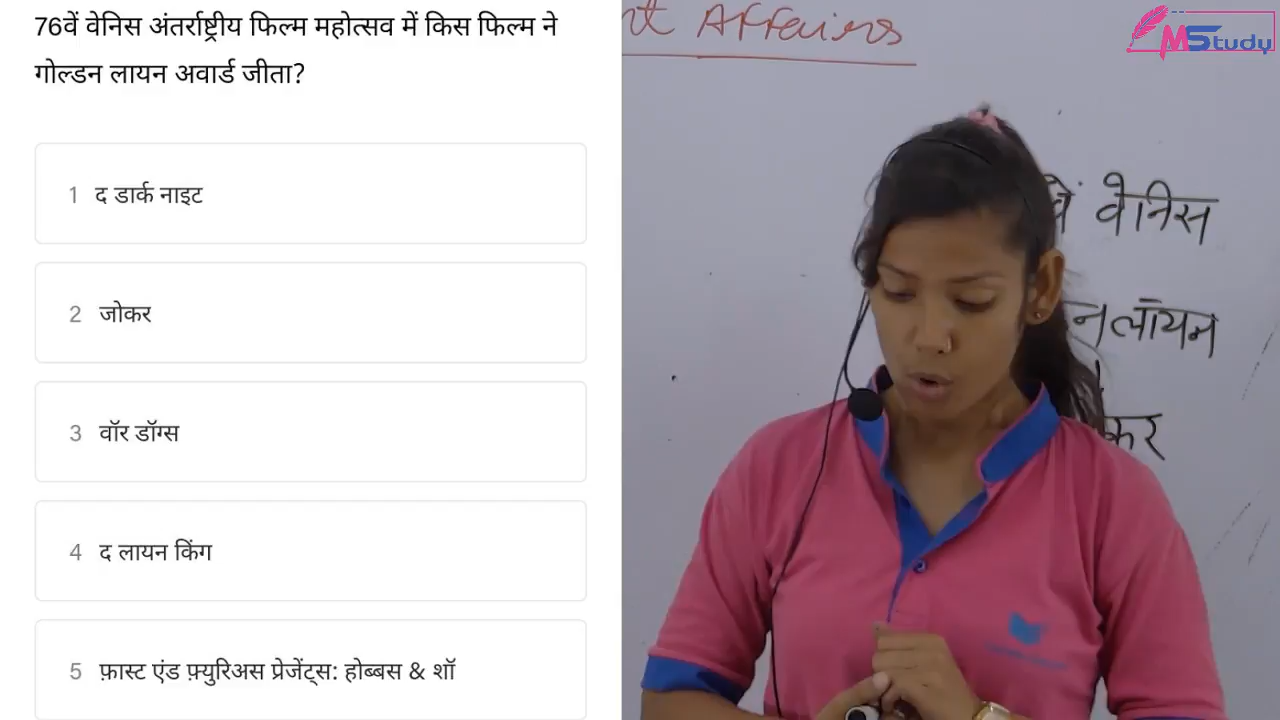 76वें वेनिस अंतर्राष्ट्रीय फिल्म महोत्सव में किस फिल्म ने
गोल्डन लायन अवार्ड जीता?
1 द डार्क नाइट
2 जोकर
3 वॉर डॉग्स
4 द लायन किंग
5 फ़ास्ट एंड फ़्युरिअस प्रेजेंट्स: होब्बस & शॉ
Affairs
MStudy
वेनिस
लॉयन